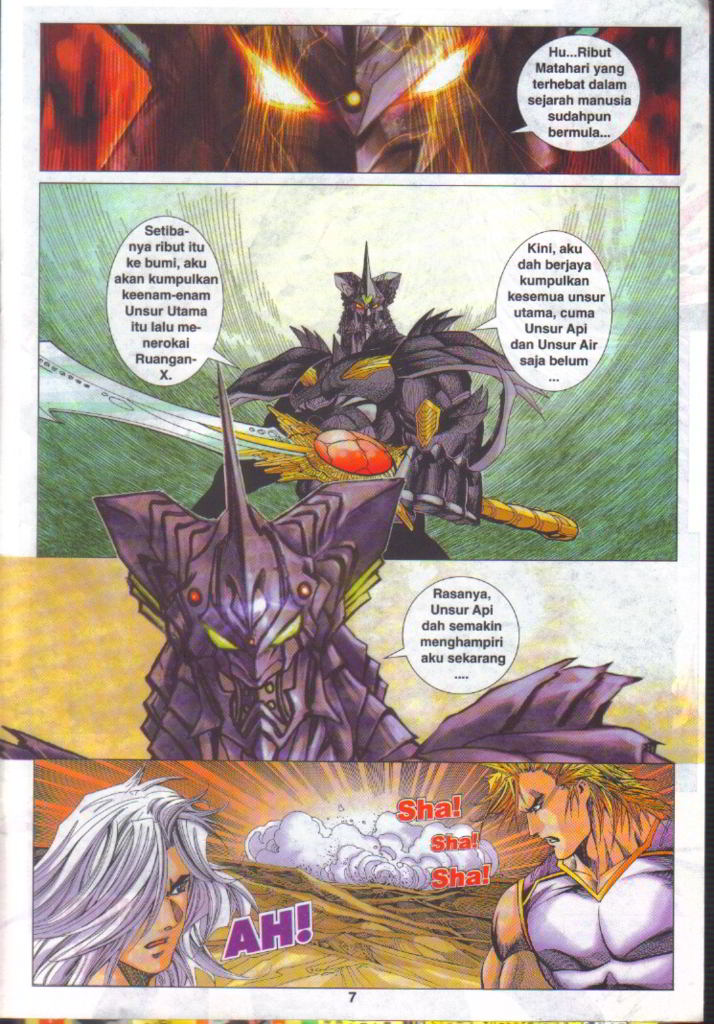 Hu...Ribut
Matahari yang
terhebat dalam
sejarah manusia
sudahpun
bermula...
Setiba-
nya ribut itu
ke bumi, aku
akan kumpulkan
keenam-enam
Unsur Utama
itu lalu me-
nerokai
Ruangan-
X.
Kini, aku
dah berjaya
kumpulkan
kesemua unsur
utama, cuma
Unsur Api
dan Unsur Air
saja belum
...
Rasanya,
Unsur Api
dah semakin
menghampiri
aku sekarang
....
Sha!
Sha!
Sha!
AH!
7